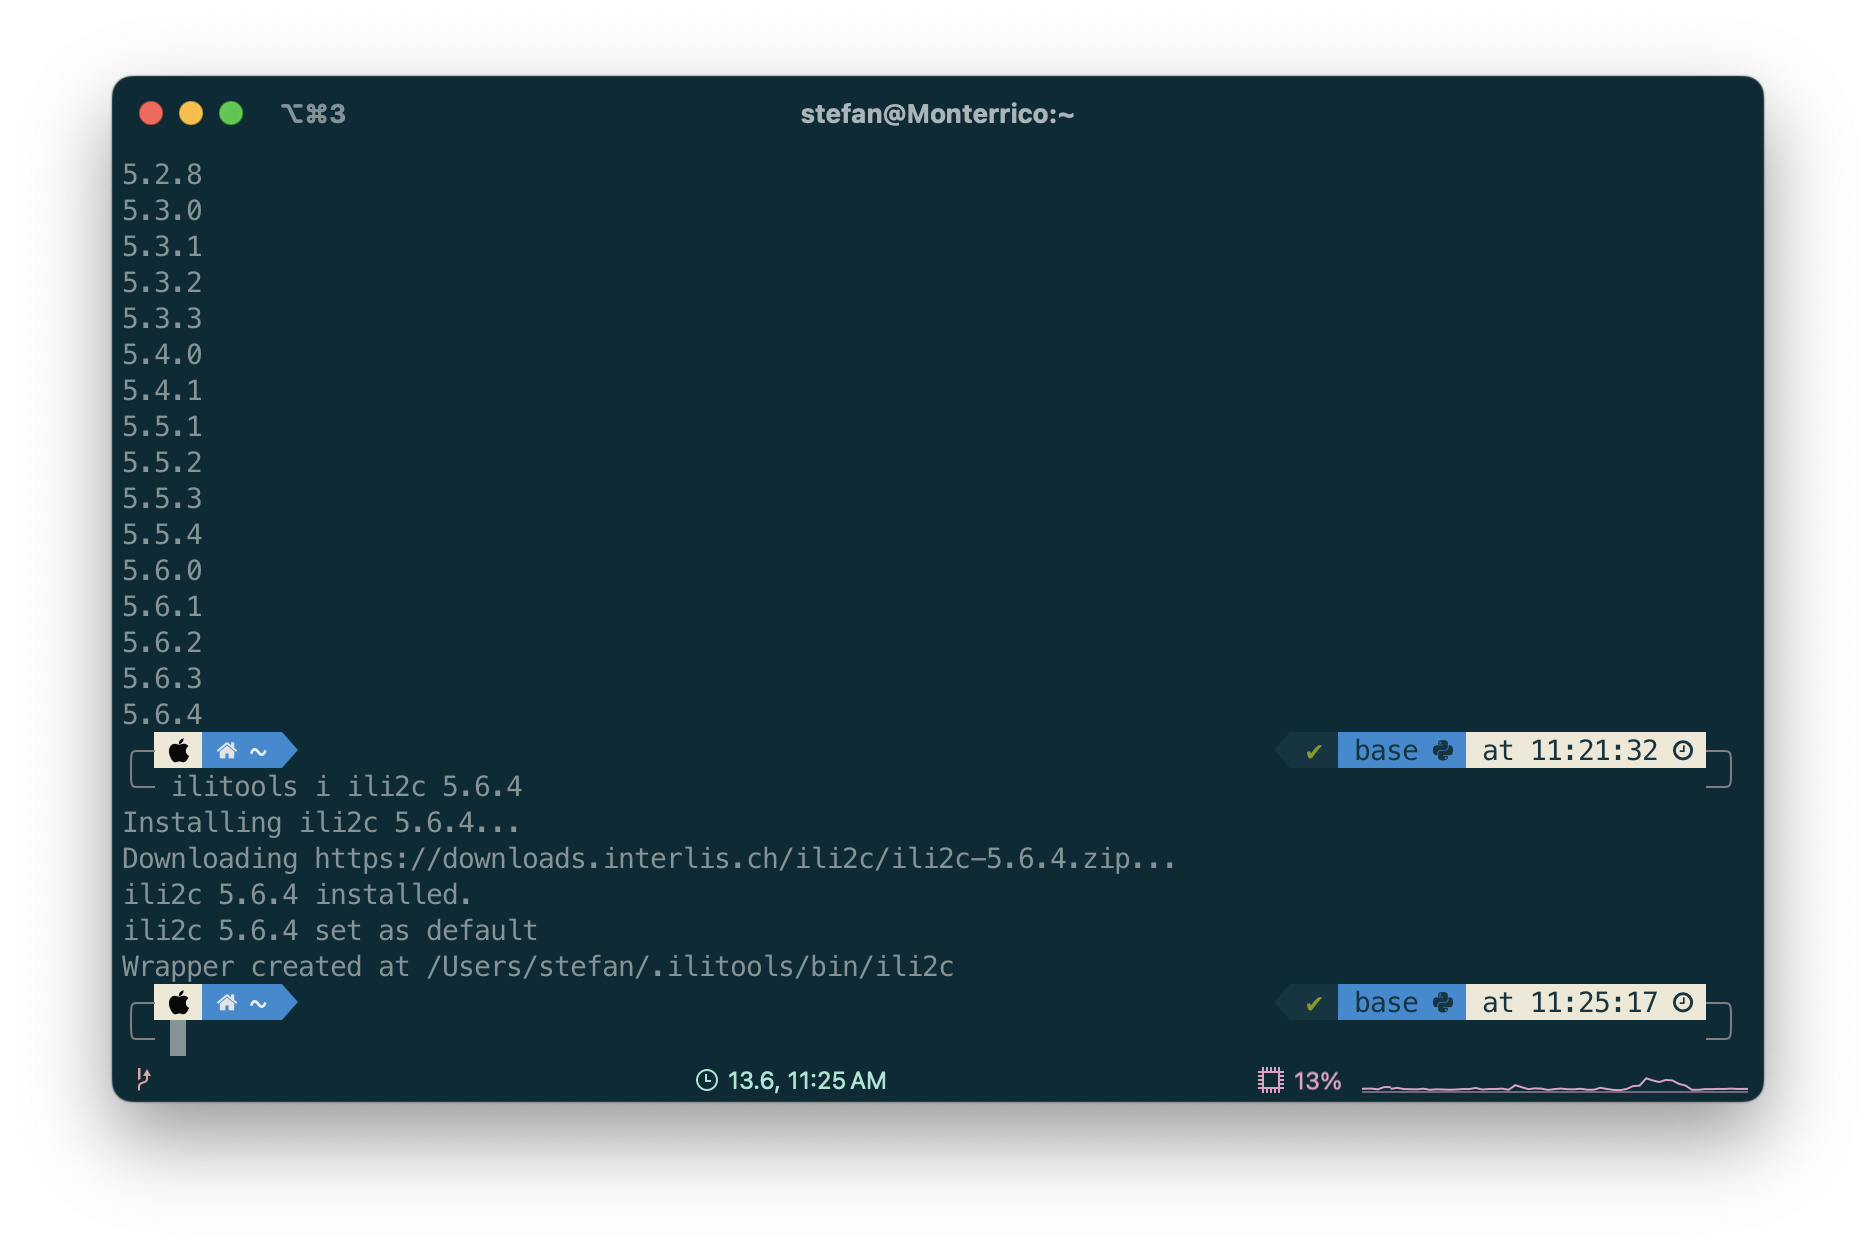 ⌥⌘3 stefan@Monterrico:~
5.2.8
5.3.0
5.3.1
5.3.2
5.3.3
5.4.0
5.4.1
5.5.1
5.5.2
5.5.3
5.5.4
5.6.0
5.6.1
5.6.2
5.6.3
5.6.4
~ ✔ base at 11:21:32
ilitools i ili2c 5.6.4
Installing ili2c 5.6.4...
Downloading https://downloads.interlis.ch/ili2c/ili2c-5.6.4.zip...
ili2c 5.6.4 installed.
ili2c 5.6.4 set as default
Wrapper created at /Users/stefan/.ilitools/bin/ili2c
~ ✔ base at 11:25:17
13.6, 11:25 AM 13%